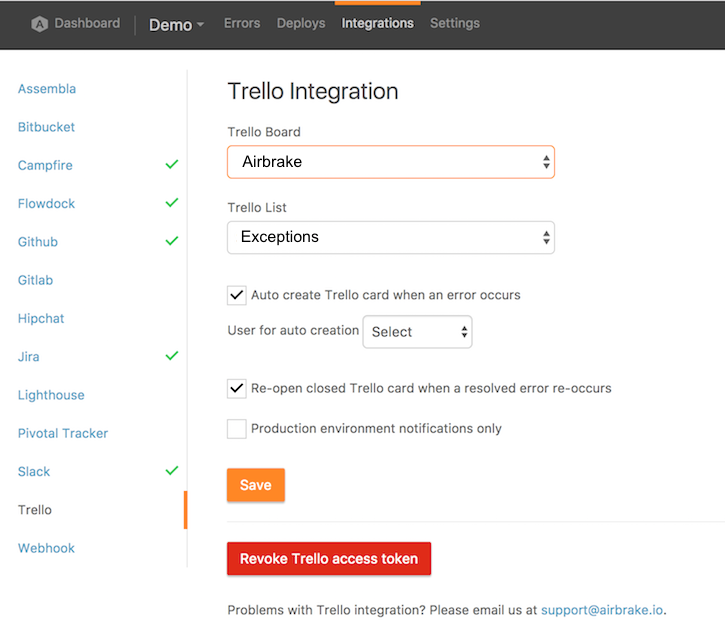 Dashboard Demo Errors Deploys Integrations Settings
Assembla
Bitbucket
Campfire
Flowdock
Github
Gitlab
Hipchat
Jira
Lighthouse
Pivotal Tracker
Slack
Trello
Webhook
Trello Integration
Trello Board
Airbrake
Trello List
Exceptions
Auto create Trello card when an error occurs
User for auto creation Select
Re-open closed Trello card when a resolved error re-occurs
Production environment notifications only
Save
Revoke Trello access token
Problems with Trello integration? Please email us at support@airbrake.io.